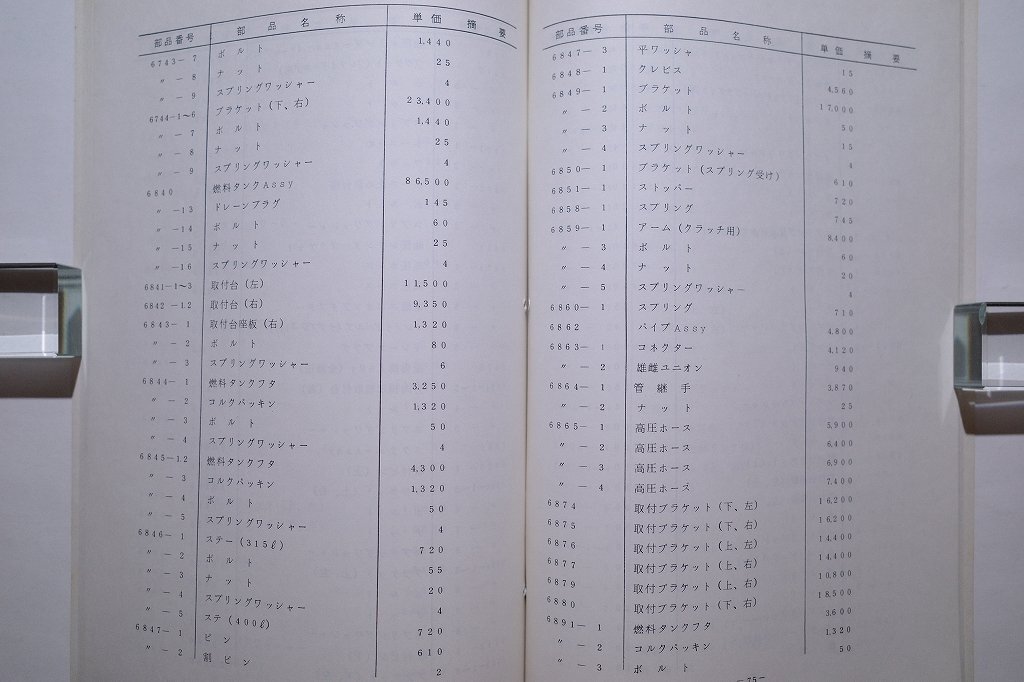 部品番号 部品名称 単価 摘要
6743－7 ボルト 1,440
〃－8 ナット 25
〃－9 スプリングワッシャー 4
6744－1～6 ブラケット（下、右） 23,400
〃－7 ボルト 1,440
〃－8 ナット 25
〃－9 スプリングワッシャー 4
6840 燃料タンクAssy 86,500
〃－13 ドレーンプラグ 145
〃－14 ボルト 60
〃－15 ナット 25
〃－16 スプリングワッシャー 4
6841－1～3 取付台（左） 11,500
6842－1.2 取付台（右） 9,350
6843－1 取付台座板（右） 1,320
〃－2 ボルト 80
〃－3 スプリングワッシャー 6
6844－1 燃料タンクフタ 3,250
〃－2 コルクパッキン 1,320
〃－3 ボルト 50
〃－4 スプリングワッシャー 4
6845－1.2 燃料タンクフタ 4,300
〃－3 コルクパッキン 1,320
〃－4 ボルト 50
〃－5 スプリングワッシャー 4
6846－1 ステー（315ℓ） 720
〃－2 ボルト 55
〃－3 ナット 20
〃－4 スプリングワッシャー 4
〃－5 ステ（400ℓ） 720
6847－1 ピン 610
〃－2 割ピン 2
部品番号 部品名称 単価 摘要
6847－3 平ワッシャ 15
6848－1 クレビス 4,560
6849－1 ブラケット 17,000
〃－2 ボルト 50
〃－3 ナット 15
〃－4 スプリングワッシャー 4
6850－1 ブラケット（スプリング受け） 610
6851－1 ストッパー 720
6858－1 スプリング 745
6859－1 アーム（クラッチ用） 8,400
〃－3 ボルト 60
〃－4 ナット 20
〃－5 スプリングワッシャー 4
6860－1 スプリング 710
6862 パイプAssy 4,800
6863－1 コネクター 4,120
〃－2 雄雌ユニオン 940
6864－1 管継手 3,870
〃－2 ナット 25
6865－1 高圧ホース 5,900
〃－2 高圧ホース 6,400
〃－3 高圧ホース 6,900
〃－4 高圧ホース 7,400
6874 取付ブラケット（下、左） 16,200
6875 取付ブラケット（下、右） 16,200
6876 取付ブラケット（上、左） 14,400
6877 取付ブラケット（上、右） 14,400
6879 取付ブラケット（上、右） 10,800
6880 取付ブラケット（下、右） 18,500
6891－1 燃料タンクフタ 3,600
〃－2 コルクパッキン 1,320
〃－3 ボルト 50
－75－